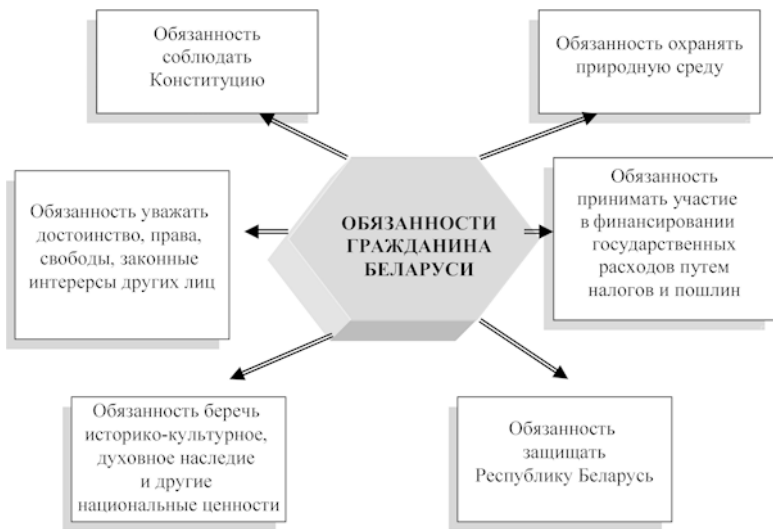 Обязанность
соблюдать
Конституцию
Обязанность охранять
природную среду
Обязанность уважать
достоинство, права,
свободы, законные
интерерсы других лиц
ОБЯЗАННОСТИ
ГРАЖДАНИНА
БЕЛАРУСИ
Обязанность
принимать участие
в финансировании
государственных
расходов путем
налогов и пошлин
Обязанность беречь
историко-культурное,
духовное наследие
и другие
национальные ценности
Обязанность
защищать
Республику Беларусь